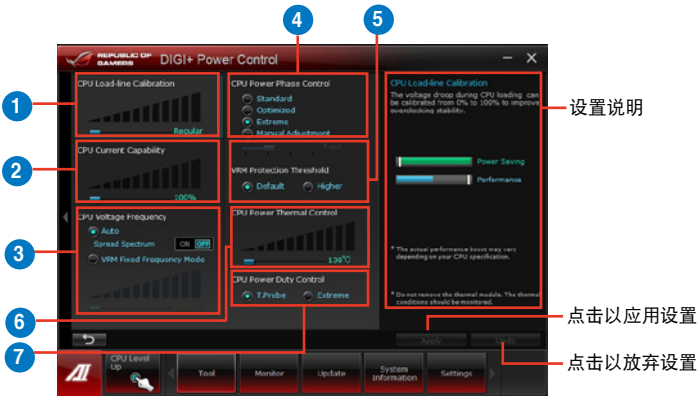 4
5
REPUBLIC OF
GAMERS
DIGI+ Power Control
1
CPU Load-line Calibration
Regular
2
CPU Current Capability
100%
3
CPU Voltage Frequency
Auto
Spread Spectrum
ON OFF
VRM Fixed Frequency Mode
CPU Power Phase Control
Standard
Optimized
Extreme
Manual Adjustment
Fast
VRM Protection Threshold
Default
Higher
CPU Power Thermal Control
130°C
6
CPU Power Duty Control
T.Probe
Extreme
7
CPU Load-line Calibration
The voltage droop during CPU loading can
be calibrated from 0% to 100% to improve
overclocking stability.
Power Saving
Performance
* The actual performance boost may vary
depending on your CPU specification.
* Do not remove the thermal module. The thermal
conditions should be monitored.
设置说明
Apply
Undo
点击以应用设置
点击以放弃设置
AI
CPU Level
Up
Tool
Monitor
Update
System
Information
Settings